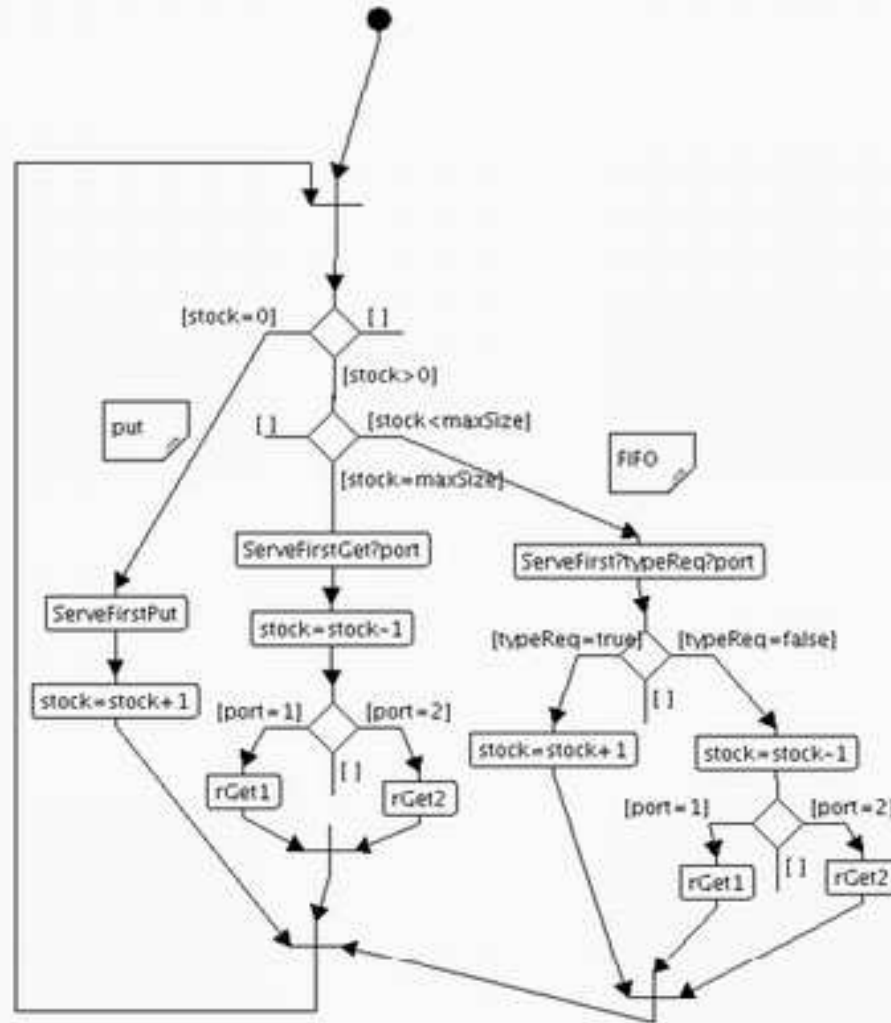 [stock=0]
[ ]
[stock>0]
put
[ ]
[stock<maxSize]
FIFO
[stock=maxSize]
ServeFirstGet?port
ServeFirst?typeReq?port
ServeFirstPut
stock=stock-1
[typeReq=true]
[typeReq=false]
stock=stock+1
[port=1]
[port=2]
[ ]
[ ]
stock=stock+1
stock=stock-1
rGet1
rGet2
[port=1]
[port=2]
[ ]
rGet1
rGet2